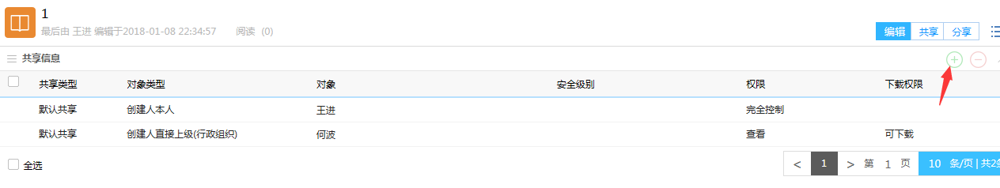 1
最后由 王进 编辑于2018-01-08 22:34:57 阅读 (0)
编辑 共享 分享
共享信息
共享类型 对象类型 对象 安全级别 权限 下载权限
默认共享 创建人本人 王进 完全控制
默认共享 创建人直接上级(行政组织) 何波 查看 可下载
全选 < 1 > 第 1 页 10 条/页 | 共2条